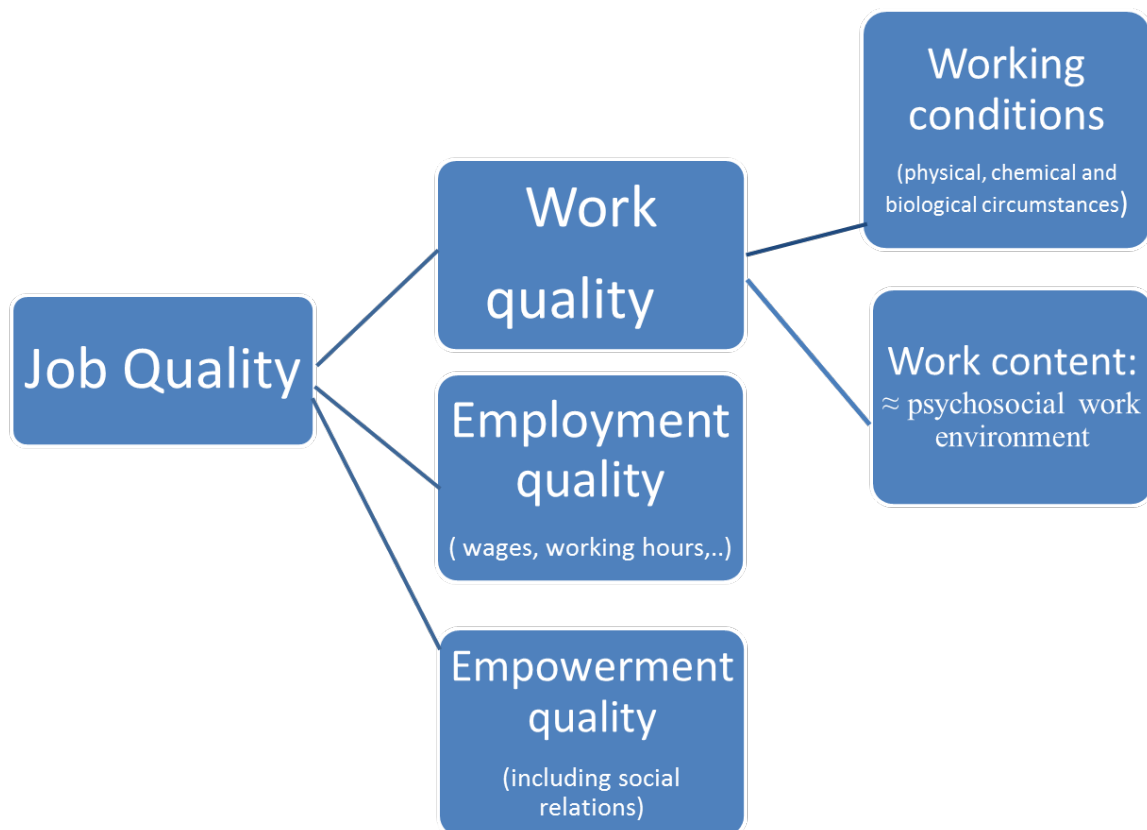 Job Quality
Work
quality
Employment
quality
( wages, working hours,..)
Empowerment
quality
(including social
relations)
Working
conditions
(physical, chemical and
biological circumstances)
Work content:
≈ psychosocial work
environment